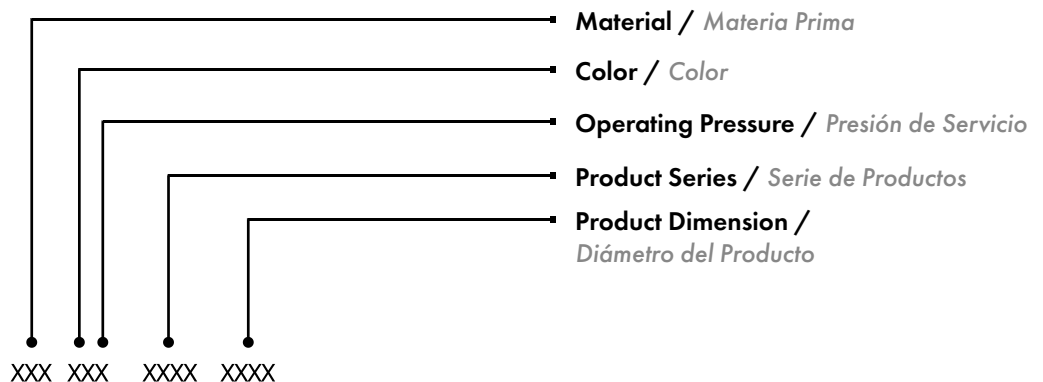 Material / Materia Prima
Color / Color
Operating Pressure / Presión de Servicio
Product Series / Serie de Productos
Product Dimension /
Diámetro del Producto
XXX XXX XXXX XXXX